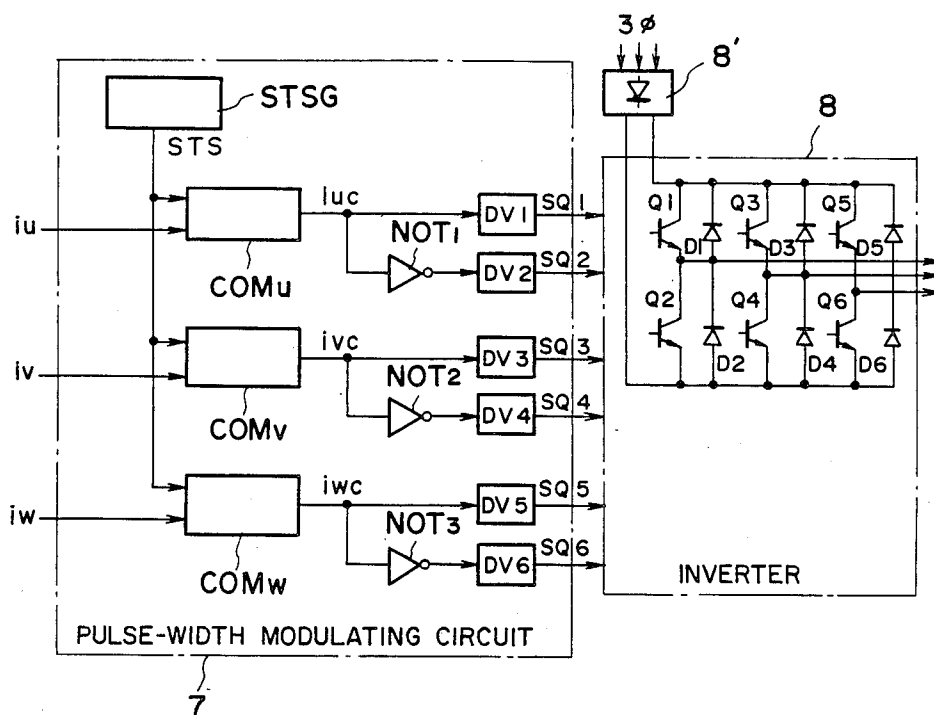 3 φ
8'
STSG
8
STS
iuc
SQ1
Q1
Q3
Q5
iu
DV1
NOT1
SQ2
D1
D3
D5
COMu
DV2
Q2
Q4
Q6
ivc
SQ3
iv
DV3
D2
D4
D6
NOT2
SQ4
COMv
DV4
iwc
SQ5
iw
DV5
NOT3
SQ6
COMw
DV6
INVERTER
PULSE-WIDTH MODULATING CIRCUIT
7